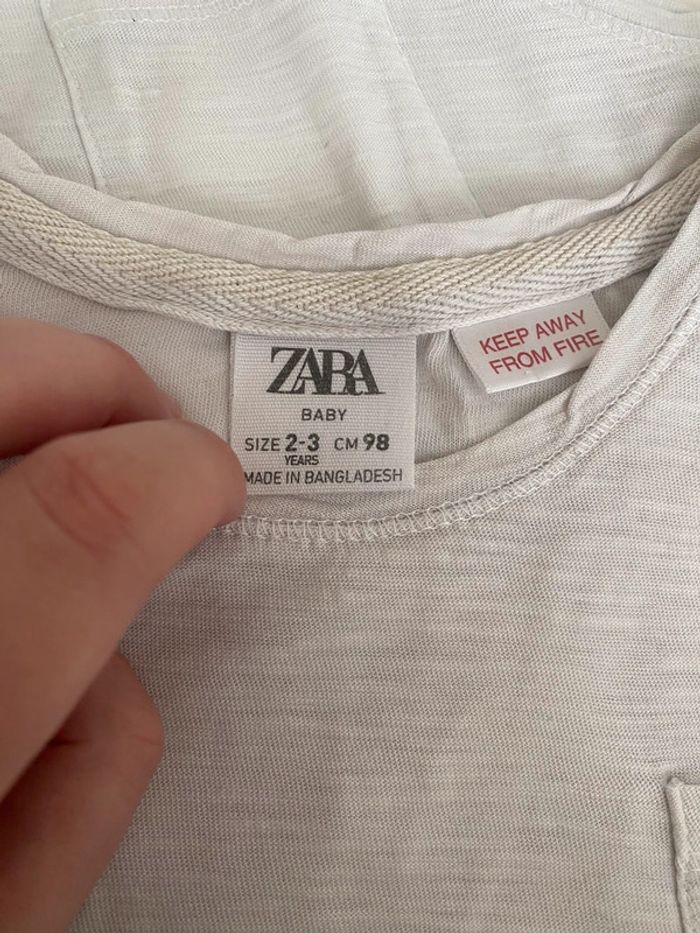 ZARA
BABY
SIZE 2-3 CM 98
YEARS
MADE IN BANGLADESH
KEEP AWAY
FROM FIRE